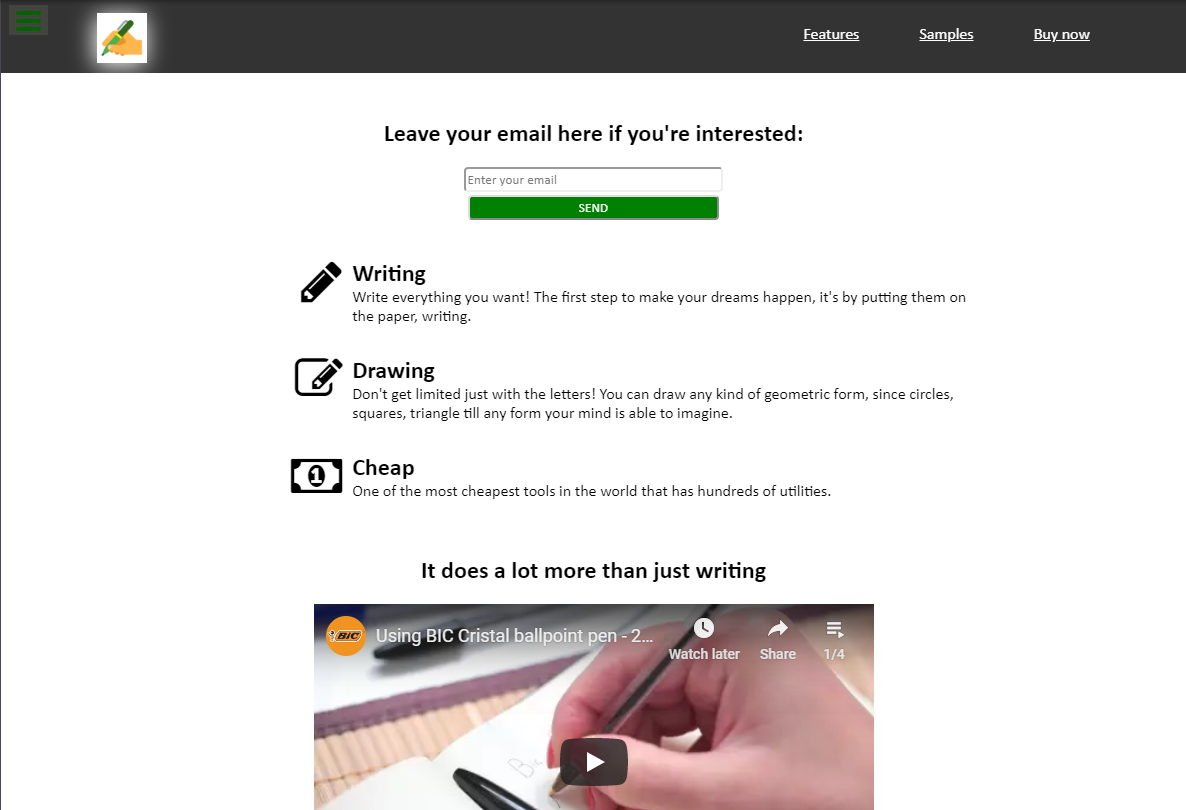 Features Samples Buy now
Leave your email here if you're interested:
Enter your email
SEND
Writing
Write everything you want! The first step to make your dreams happen, it's by putting them on
the paper, writing.
Drawing
Don't get limited just with the letters! You can draw any kind of geometric form, since circles,
squares, triangle till any form your mind is able to imagine.
1
Cheap
One of the most cheapest tools in the world that has hundreds of utilities.
It does a lot more than just writing
BIC
Using BIC Cristal ballpoint pen - 2...
Watch later Share 1/4